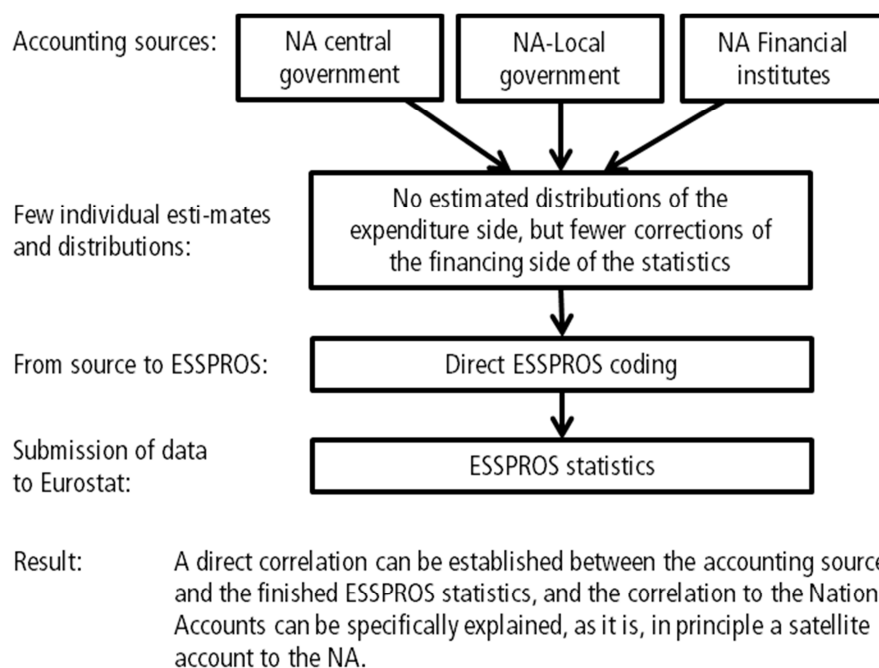 Accounting sources:
NA central
government
NA-Local
government
NA Financial
institutes
Few individual esti-mates
and distributions:
No estimated distributions of the
expenditure side, but fewer corrections of
the financing side of the statistics
From source to ESSPROS:
Direct ESSPROS coding
Submission of data
to Eurostat:
ESSPROS statistics
Result:
A direct correlation can be established between the accounting source
and the finished ESSPROS statistics, and the correlation to the Nation
Accounts can be specifically explained, as it is, in principle a satellite
account to the NA.